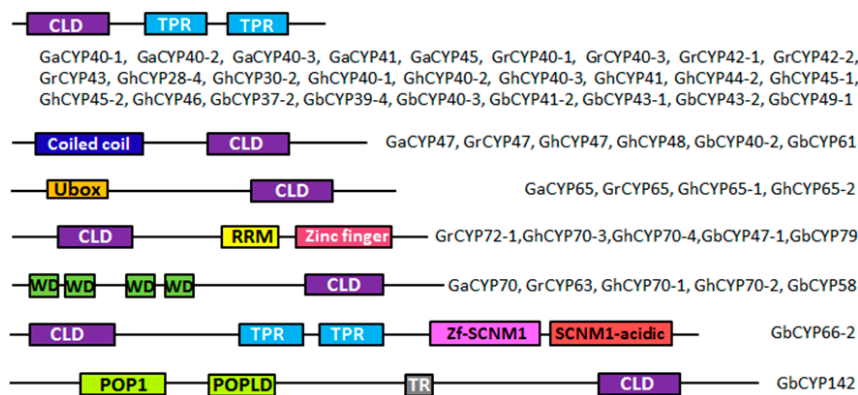 CLD TPR TPR
GaCYP40-1, GaCYP40-2, GaCYP40-3, GaCYP41, GaCYP45, GrCYP40-1, GrCYP40-3, GrCYP42-1, GrCYP42-2,
GrCYP43, GhCYP28-4, GhCYP30-2, GhCYP40-1, GhCYP40-2, GhCYP40-3, GhCYP41, GhCYP44-2, GhCYP45-1,
GhCYP45-2, GhCYP46, GbCYP37-2, GbCYP39-4, GbCYP40-3, GbCYP41-2, GbCYP43-1, GbCYP43-2, GbCYP49-1
Coiled coil CLD GaCYP47, GrCYP47, GhCYP47, GhCYP48, GbCYP40-2, GbCYP61
Ubox CLD GaCYP65, GrCYP65, GhCYP65-1, GhCYP65-2
CLD RRM Zinc finger GrCYP72-1,GhCYP70-3,GhCYP70-4,GbCYP47-1,GbCYP79
WD WD WD WD CLD GaCYP70, GrCYP63, GhCYP70-1, GhCYP70-2, GbCYP58
CLD TPR TPR Zf-SCNM1 SCNM1-acidic GbCYP66-2
POP1 POPLD TR CLD GbCYP142